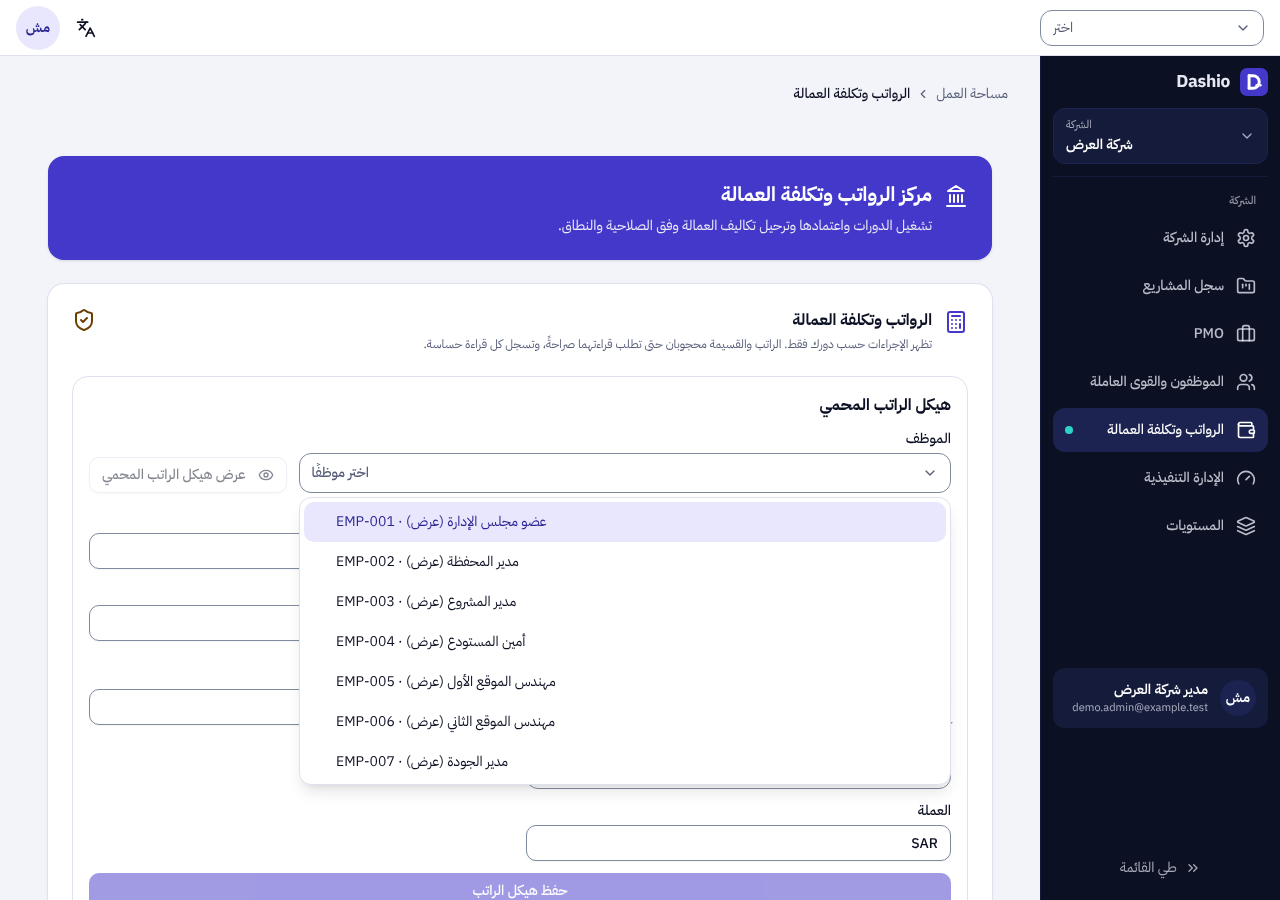 اختر
مش
Dashio
الشركة
شركة العرض
الشركة
إدارة الشركة
سجل المشاريع
PMO
الموظفون والقوى العاملة
الرواتب وتكلفة العمالة
الإدارة التنفيذية
المستويات
مدير شركة العرض
demo.admin@example.test
مش
طي القائمة
مساحة العمل
الرواتب وتكلفة العمالة
مركز الرواتب وتكلفة العمالة
تشغيل الدورات واعتمادها وترحيل تكاليف العمالة وفق الصلاحية والنطاق.
الرواتب وتكلفة العمالة
تظهر الإجراءات حسب دورك فقط. الراتب والقسيمة محجوبان حتى تطلب قراءتهما صراحةً، وتسجل كل قراءة حساسة.
هيكل الراتب المحمي
الموظف
اختر موظفًا
عرض هيكل الراتب المحمي
عضو مجلس الإدارة (عرض) · EMP-001
مدير المحفظة (عرض) · EMP-002
مدير المشروع (عرض) · EMP-003
أمين المستودع (عرض) · EMP-004
مهندس الموقع الأول (عرض) · EMP-005
مهندس الموقع الثاني (عرض) · EMP-006
مدير الجودة (عرض) · EMP-007
العملة
SAR
حفظ هيكل الراتب